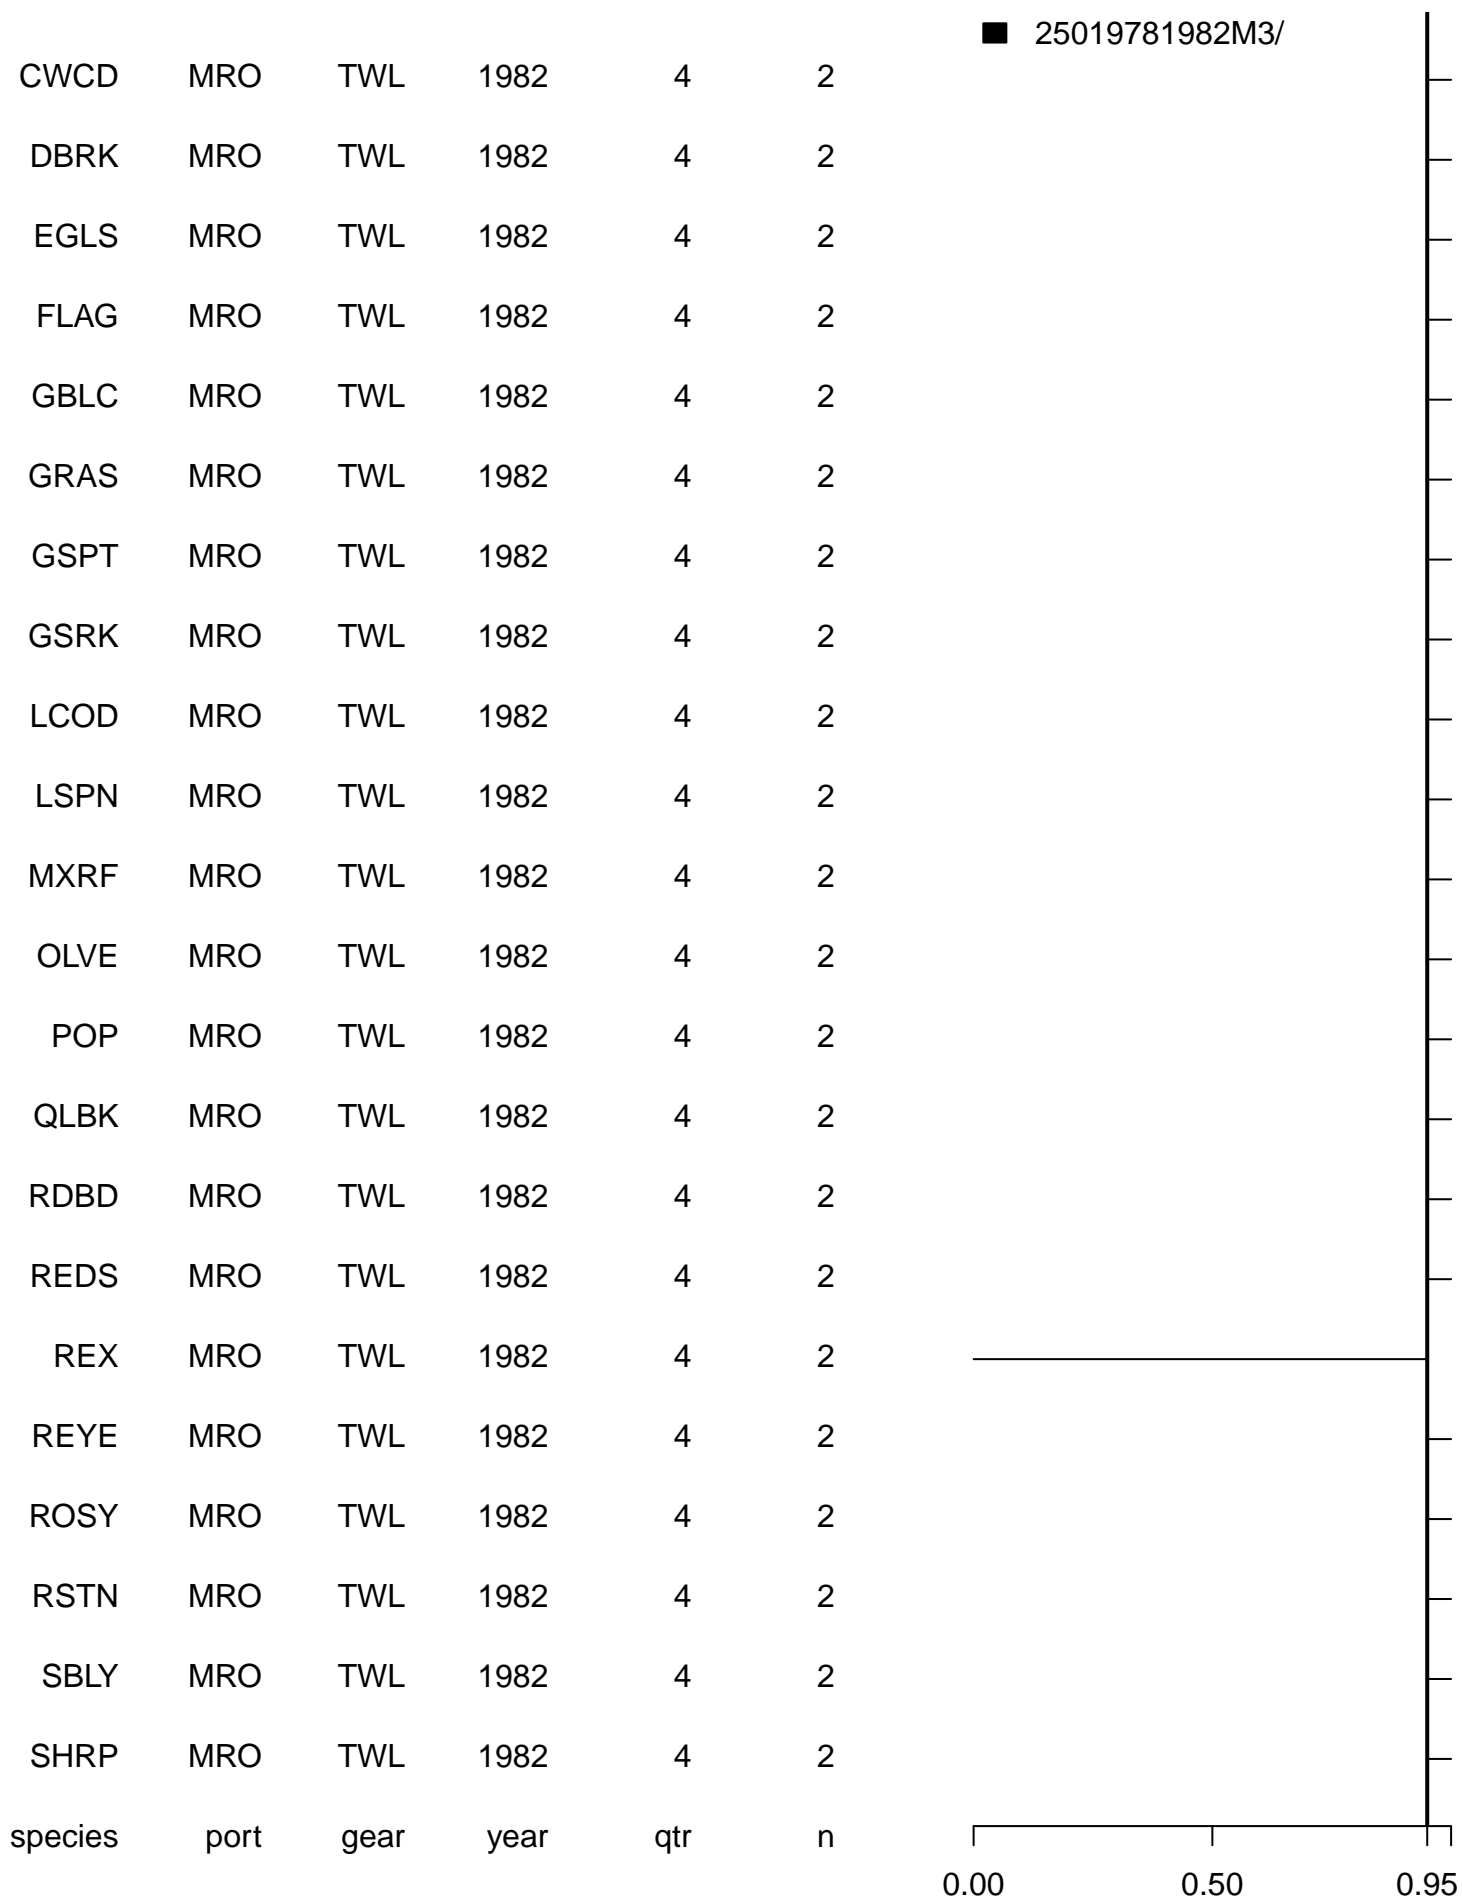 25019781982M3/
CWCD MRO TWL 1982 4 2
DBRK MRO TWL 1982 4 2
EGLS MRO TWL 1982 4 2
FLAG MRO TWL 1982 4 2
GBLC MRO TWL 1982 4 2
GRAS MRO TWL 1982 4 2
GSPT MRO TWL 1982 4 2
GSRK MRO TWL 1982 4 2
LCOD MRO TWL 1982 4 2
LSPN MRO TWL 1982 4 2
MXRF MRO TWL 1982 4 2
OLVE MRO TWL 1982 4 2
POP MRO TWL 1982 4 2
QLBK MRO TWL 1982 4 2
RDBD MRO TWL 1982 4 2
REDS MRO TWL 1982 4 2
REX MRO TWL 1982 4 2
REYE MRO TWL 1982 4 2
ROSY MRO TWL 1982 4 2
RSTN MRO TWL 1982 4 2
SBLY MRO TWL 1982 4 2
SHRP MRO TWL 1982 4 2
species port gear year qtr n
0.00 0.50 0.95